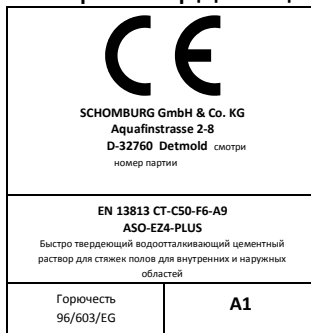 CE
SCHOMBURG GmbH & Co. KG
Aquafinstrasse 2-8
D-32760 Detmold смотри
номер партии
EN 13813 CT-C50-F6-A9
ASO-EZ4-PLUS
Быстро твердеющий водоотталкивающий цементный
раствор для стяжек полов для внутренних и наружных
областей
Горючесть
96/603/EG
A1